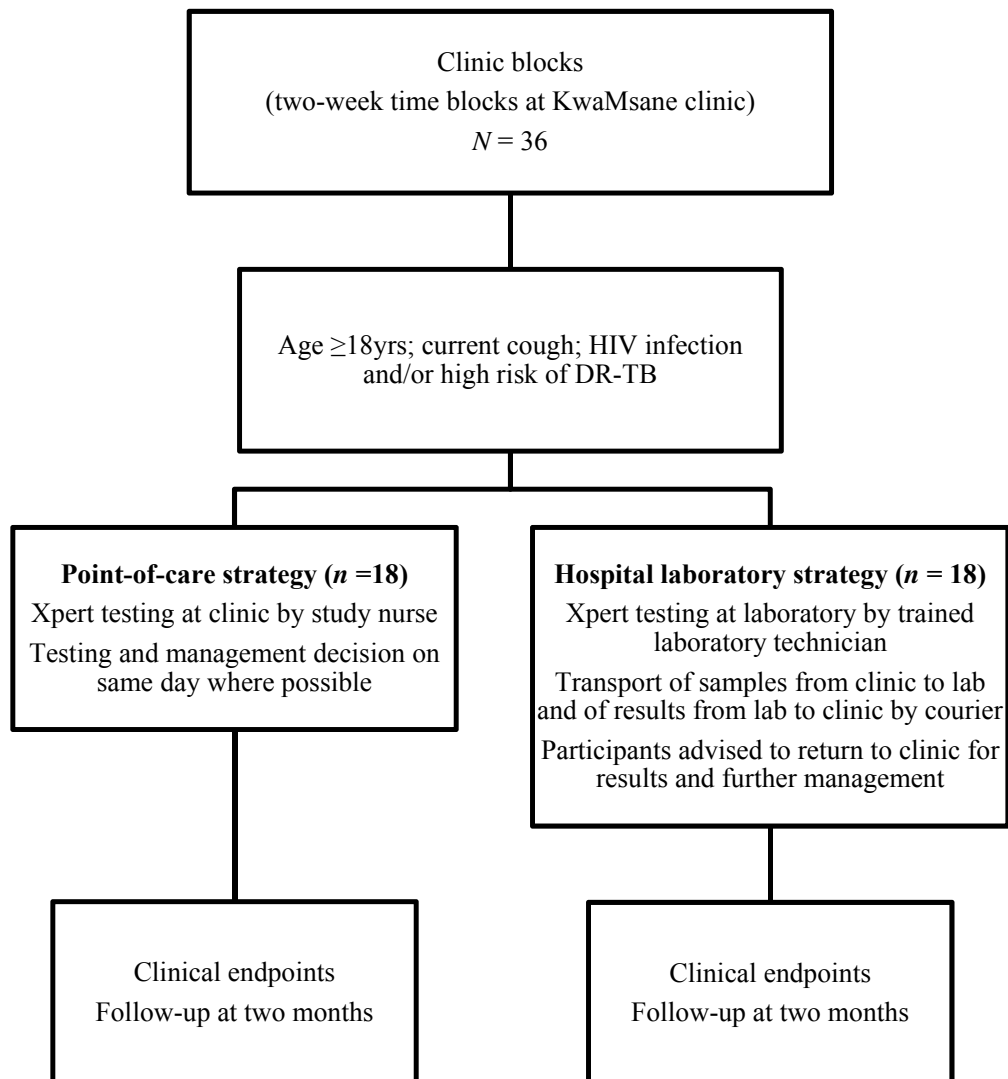 Clinic blocks
(two-week time blocks at KwaMsane clinic)
N = 36
Age ≥18yrs; current cough; HIV infection
and/or high risk of DR-TB
Point-of-care strategy (n =18)
Xpert testing at clinic by study nurse
Testing and management decision on
same day where possible
Hospital laboratory strategy (n = 18)
Xpert testing at laboratory by trained
laboratory technician
Transport of samples from clinic to lab
and of results from lab to clinic by courier
Participants advised to return to clinic for
results and further management
Clinical endpoints
Follow-up at two months
Clinical endpoints
Follow-up at two months